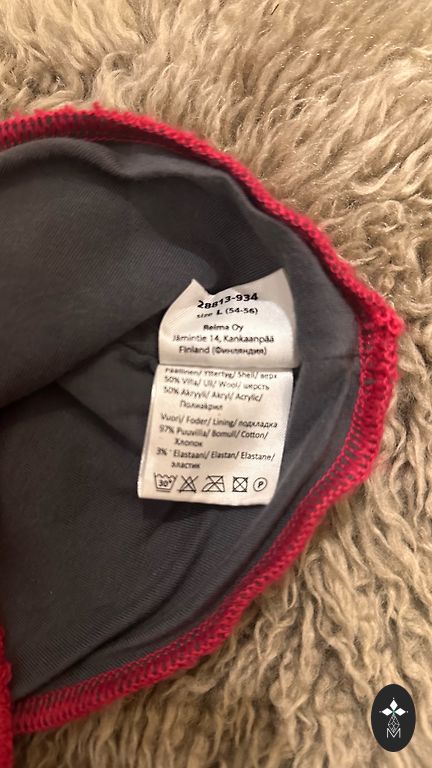 28813-934
size L (54-56)
Reima Oy
Jämintie 14, Kankaanpää
Finland (Финляндия)
Päällinen/ Yttertyg/ Shell/ верх
50% Villa/ Ull/ Wool/ шерсть
50% Akryyli/ Akryl/ Acrylic/
Полиакрил
Vuori/ Foder/ Lining/ подкладка
97% Puuvilla/ Bomull/ Cotton/
Хлопок
3% Elastaani/ Elastan/ Elastane/
эластик
30°
P
M